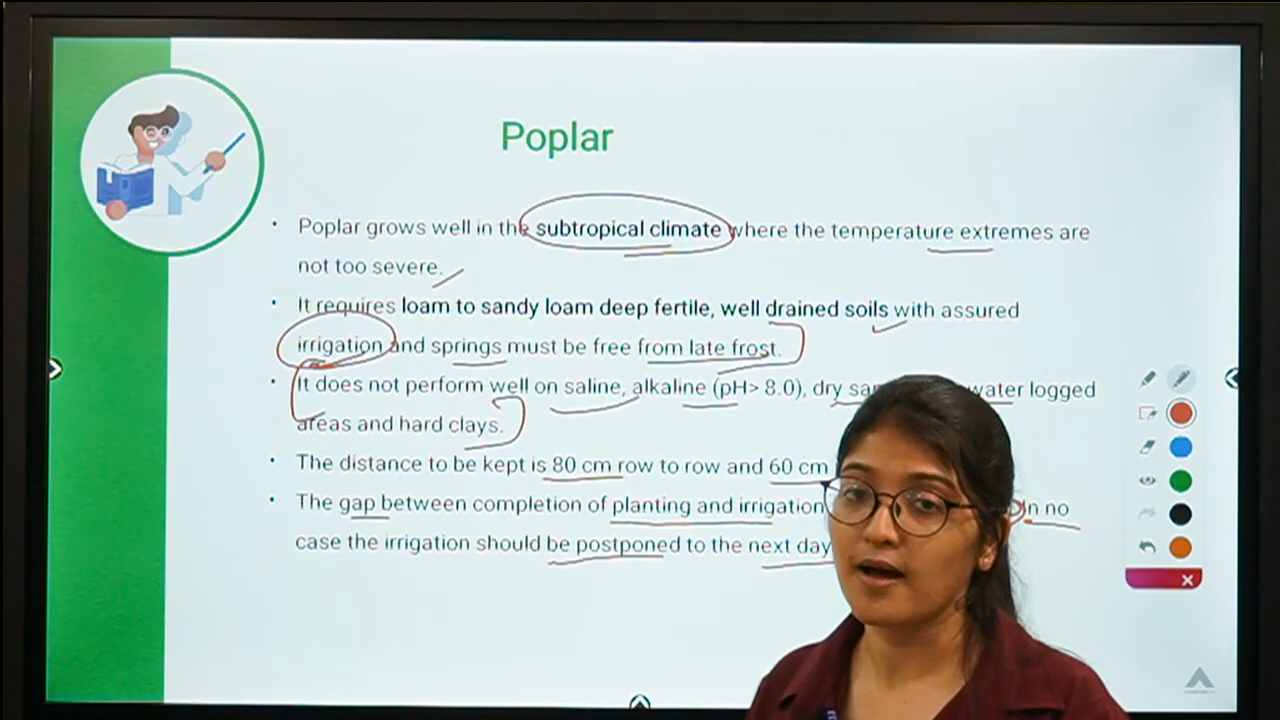 Poplar
• Poplar grows well in the subtropical climate where the temperature extremes are
not too severe.
• It requires loam to sandy loam deep fertile, well drained soils with assured
irrigation and springs must be free from late frost.
• It does not perform well on saline, alkaline (pH> 8.0), dry water logged
areas and hard clays.
• The distance to be kept is 80 cm row to row and 60 cm
• The gap between completion of planting and irrigation In no
case the irrigation should be postponed to the next day